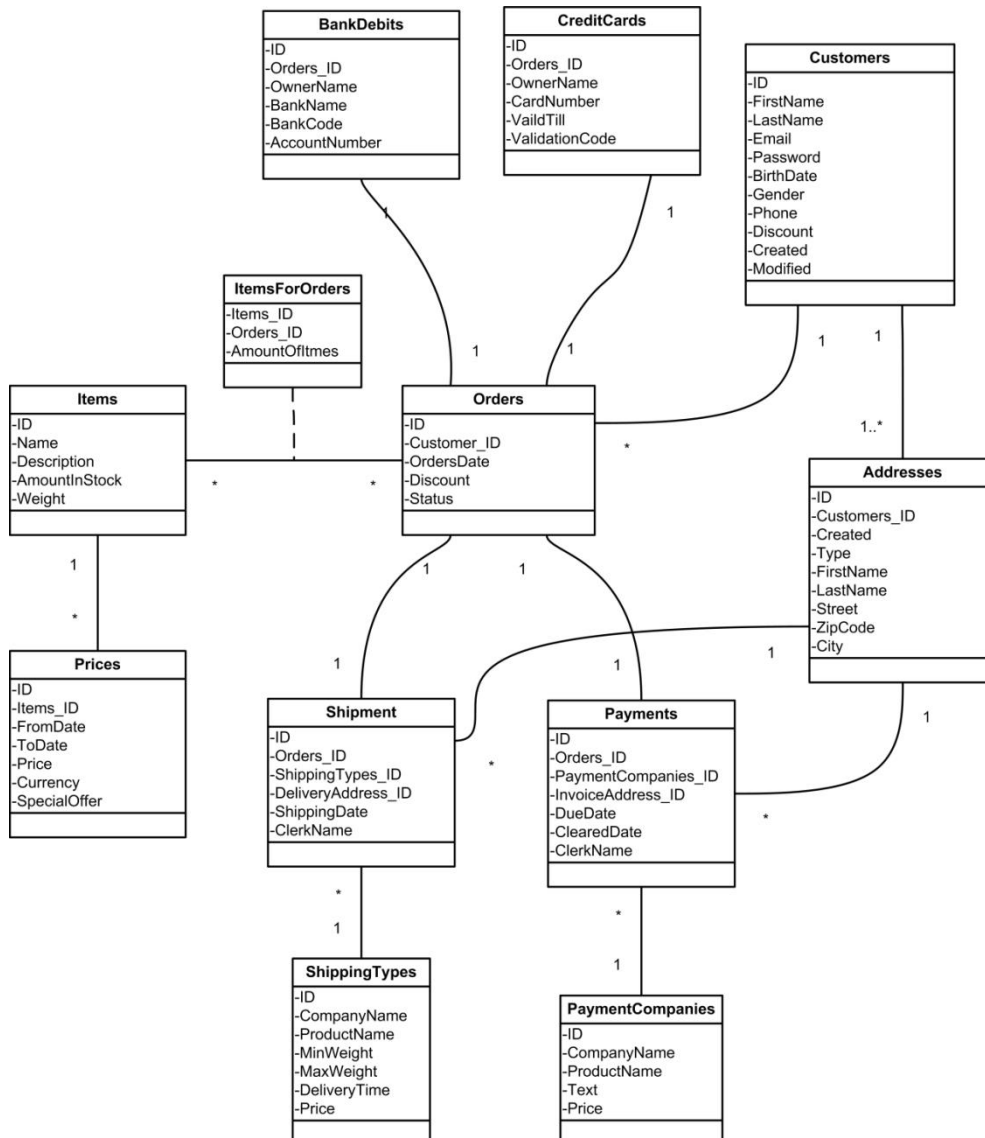 BankDebits
-ID
-Orders_ID
-OwnerName
-BankName
-BankCode
-AccountNumber
CreditCards
-ID
-Orders_ID
-OwnerName
-CardNumber
-VaildTill
-ValidationCode
Customers
-ID
-FirstName
-LastName
-Email
-Password
-BirthDate
-Gender
-Phone
-Discount
-Created
-Modified
1
1
ItemsForOrders
-Items_ID
-Orders_ID
-AmountOfItmes
1
1
1
1
Items
-ID
-Name
-Description
-AmountInStock
-Weight
Orders
-ID
-Customer_ID
-OrdersDate
-Discount
-Status
*
*
*
1..*
Addresses
-ID
-Customers_ID
-Created
-Type
-FirstName
-LastName
-Street
-ZipCode
-City
1
*
1
1
1
1
1
1
Prices
-ID
-Items_ID
-FromDate
-ToDate
-Price
-Currency
-SpecialOffer
Shipment
-ID
-Orders_ID
-ShippingTypes_ID
-DeliveryAddress_ID
-ShippingDate
-ClerkName
*
Payments
-ID
-Orders_ID
-PaymentCompanies_ID
-InvoiceAddress_ID
-DueDate
-ClearedDate
-ClerkName
*
*
1
*
1
ShippingTypes
-ID
-CompanyName
-ProductName
-MinWeight
-MaxWeight
-DeliveryTime
-Price
PaymentCompanies
-ID
-CompanyName
-ProductName
-Text
-Price